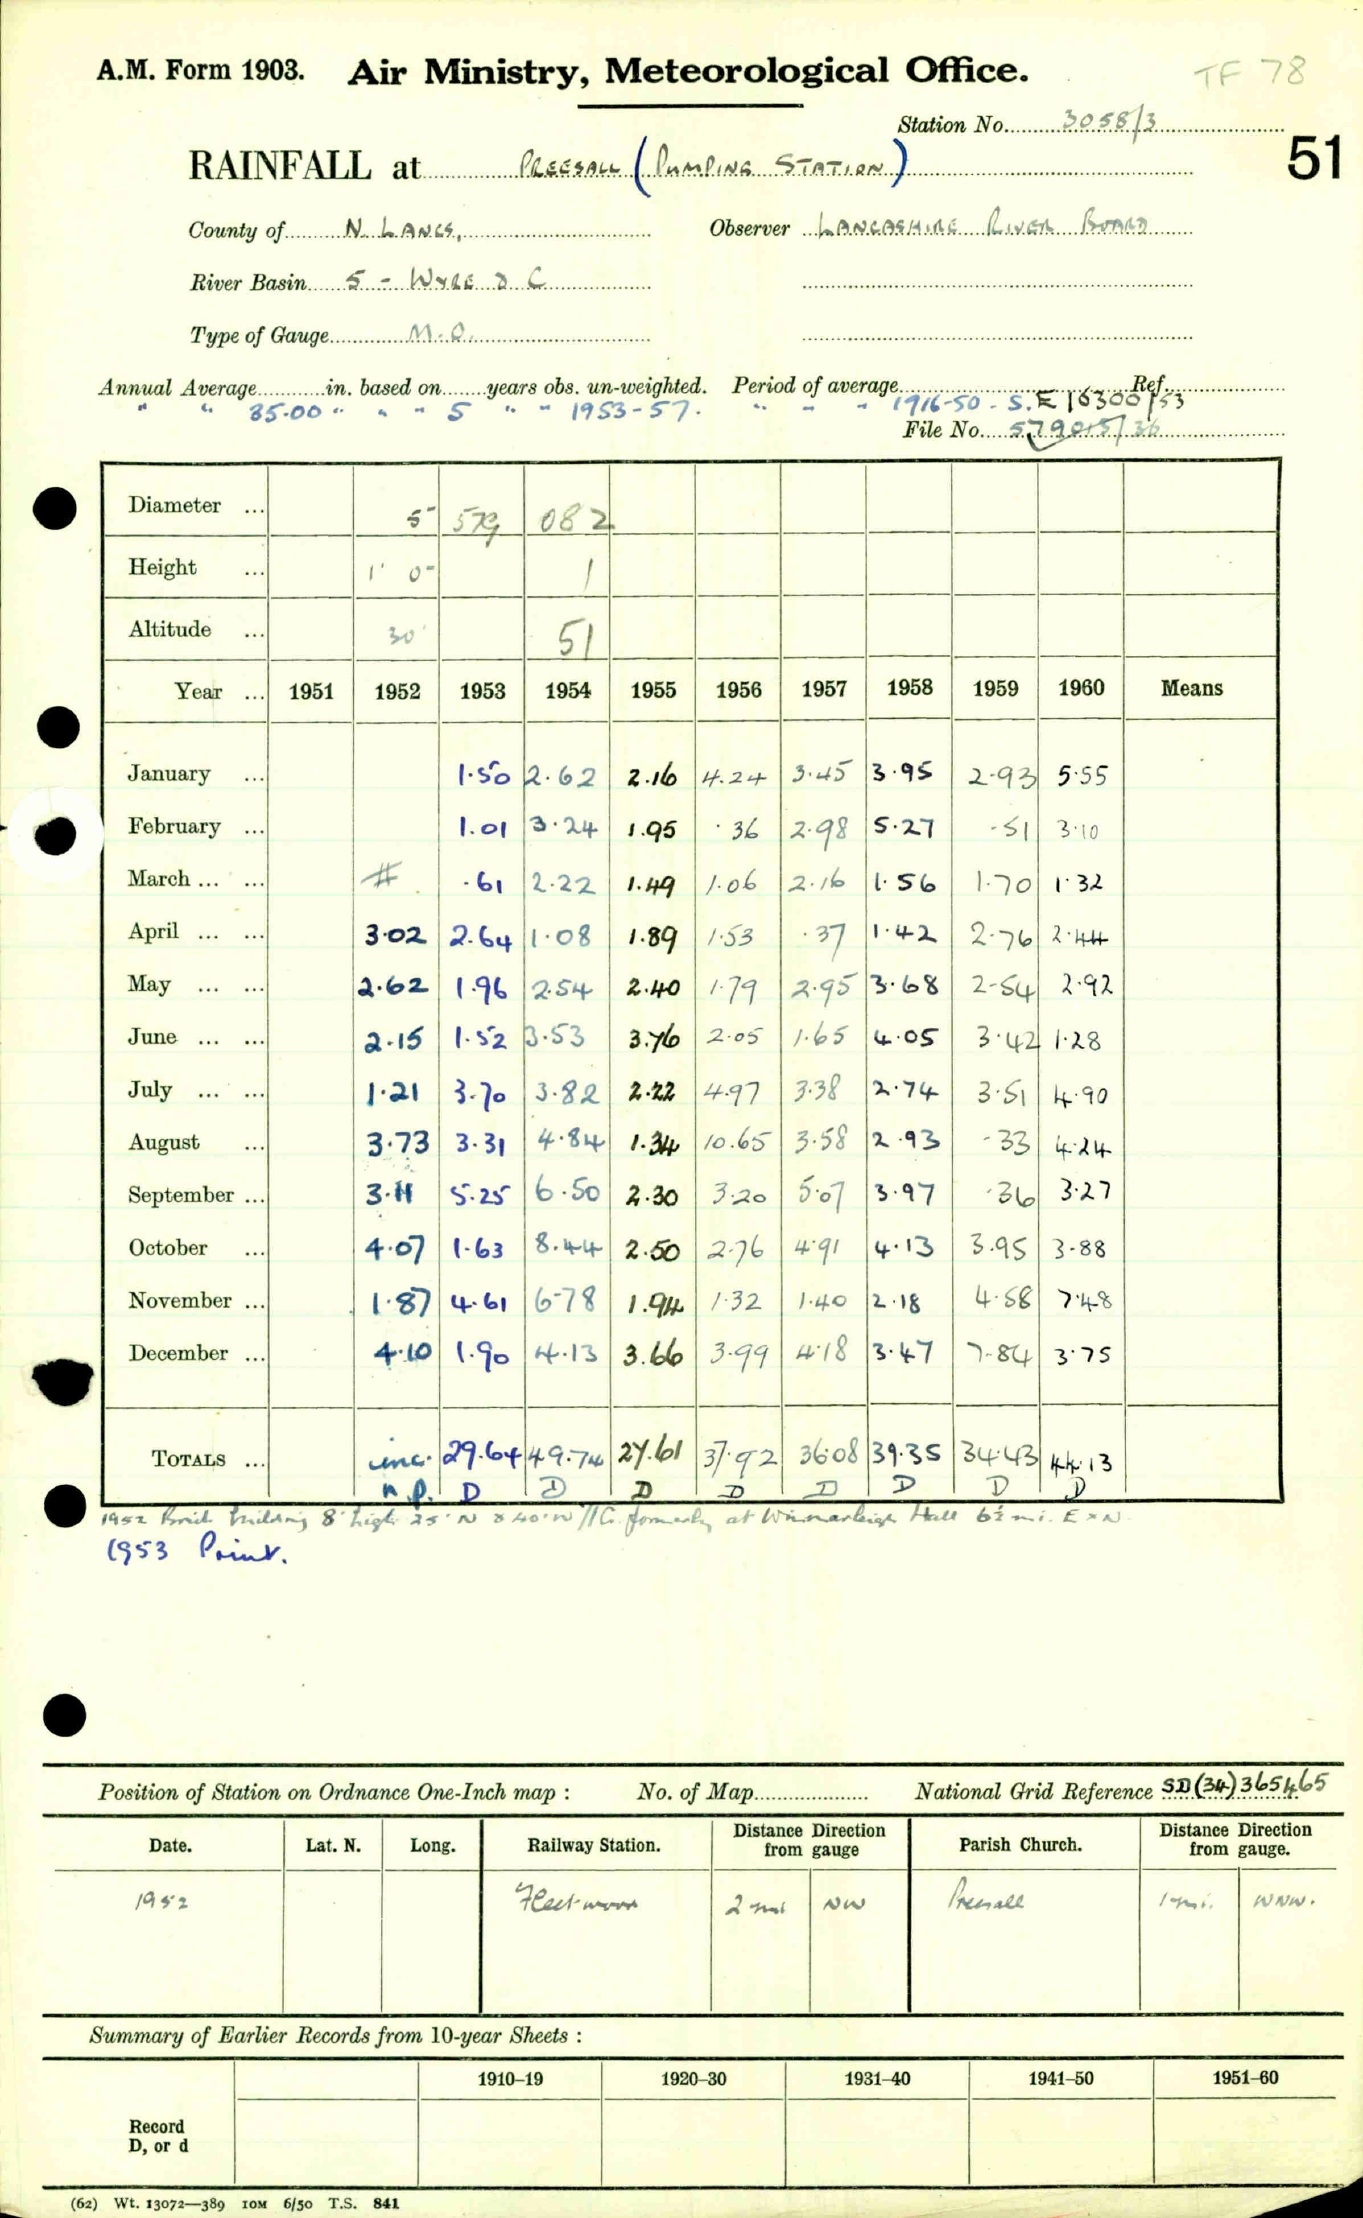 A.M. Form 1903. Air Ministry, Meteorological Office. TF 78
Station No. 3058/3
51
RAINFALL at PREESALL (PUMPING STATION)
County of N. LANCS, Observer LANCASHIRE RIVER BOARD
River Basin 5 - WYRE & C
Type of Gauge M.O.
Annual Average in. based on years obs. un-weighted. Period of average Ref.
" " 35.00 " " " 5 " " 1953-57. " " " 1916-50 - S. E 16300/53
File No. 579015/36
Diameter ... 5" 579 082
Height ... 1' 0" 1
Altitude ... 30' 51
Year ... 1951 1952 1953 1954 1955 1956 1957 1958 1959 1960 Means
January ... 1.50 2.62 2.16 4.24 3.45 3.95 2.93 5.55
February ... 1.01 3.24 1.95 .36 2.98 5.27 .51 3.10
March ... ... # .61 2.22 1.49 1.06 2.16 1.56 1.70 1.32
April ... ... 3.02 2.64 1.08 1.89 1.53 .37 1.42 2.76 2.44
May ... ... 2.62 1.96 2.54 2.40 1.79 2.95 3.68 2.54 2.92
June ... ... 2.15 1.52 3.53 3.76 2.05 1.65 4.05 3.42 1.28
July ... ... 1.21 3.70 3.82 2.22 4.97 3.38 2.74 3.51 4.90
August ... 3.73 3.31 4.84 1.34 10.65 3.58 2.93 .33 4.24
September ... 3.11 5.25 6.50 2.30 3.20 5.07 3.97 .36 3.27
October ... 4.07 1.63 8.44 2.50 2.76 4.91 4.13 3.95 3.88
November ... 1.87 4.61 6.78 1.94 1.32 1.40 2.18 4.58 7.48
December ... 4.10 1.90 4.13 3.66 3.99 4.18 3.47 7.84 3.75
TOTALS ... inc. 29.64 49.74 27.61 37.92 36.08 39.35 34.43 44.13
n.p. D D D D D D D D
1952 Brick building 8' high 25' N & 40' W formerly at Winmarleigh Hall 6½ mi. E x N
1953 Print.
Position of Station on Ordnance One-Inch map : No. of Map National Grid Reference SD (34) 365465
Date. Lat. N. Long. Railway Station. Distance Direction from gauge Parish Church. Distance Direction from gauge.
1952 Fleetwood 2 mi NW Preesall 1 mi. WNW.
Summary of Earlier Records from 10-year Sheets :
1910–19 1920–30 1931–40 1941–50 1951–60
Record
D, or d
(62) Wt. 13072—389 10M 6/50 T.S. 841